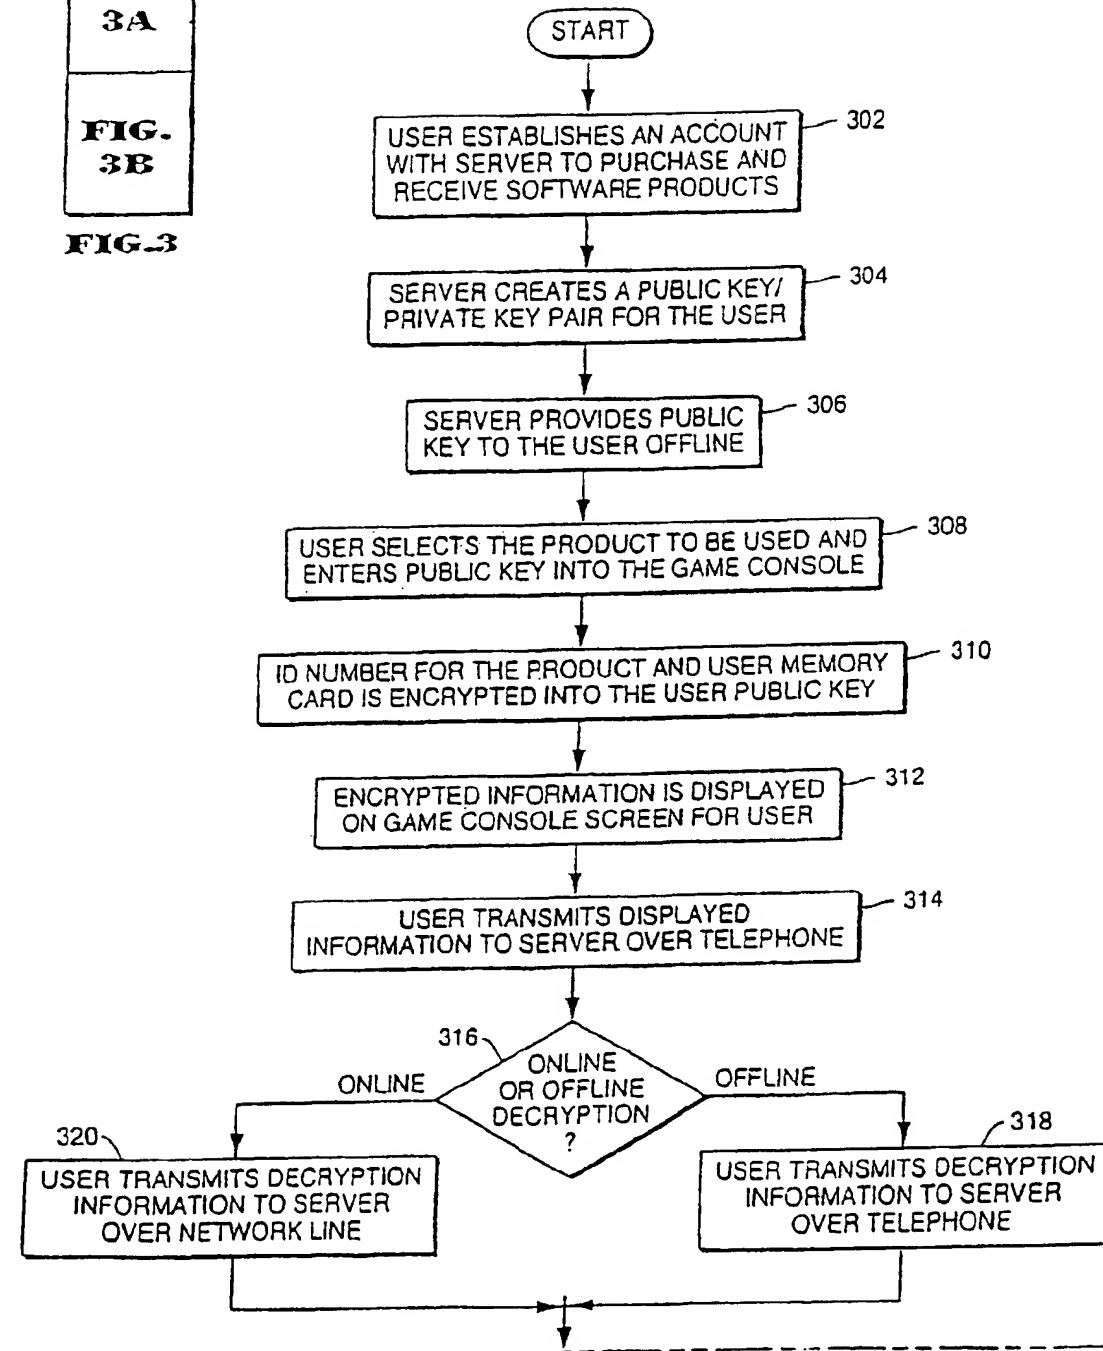 3A
FIG.
3B
FIG.3
START
302
USER ESTABLISHES AN ACCOUNT
WITH SERVER TO PURCHASE AND
RECEIVE SOFTWARE PRODUCTS
304
SERVER CREATES A PUBLIC KEY/
PRIVATE KEY PAIR FOR THE USER
306
SERVER PROVIDES PUBLIC
KEY TO THE USER OFFLINE
308
USER SELECTS THE PRODUCT TO BE USED AND
ENTERS PUBLIC KEY INTO THE GAME CONSOLE
310
ID NUMBER FOR THE PRODUCT AND USER MEMORY
CARD IS ENCRYPTED INTO THE USER PUBLIC KEY
312
ENCRYPTED INFORMATION IS DISPLAYED
ON GAME CONSOLE SCREEN FOR USER
314
USER TRANSMITS DISPLAYED
INFORMATION TO SERVER OVER TELEPHONE
316
ONLINE
OR OFFLINE
DECRYPTION
?
ONLINE
OFFLINE
320
USER TRANSMITS DECRYPTION
INFORMATION TO SERVER
OVER NETWORK LINE
318
USER TRANSMITS DECRYPTION
INFORMATION TO SERVER
OVER TELEPHONE